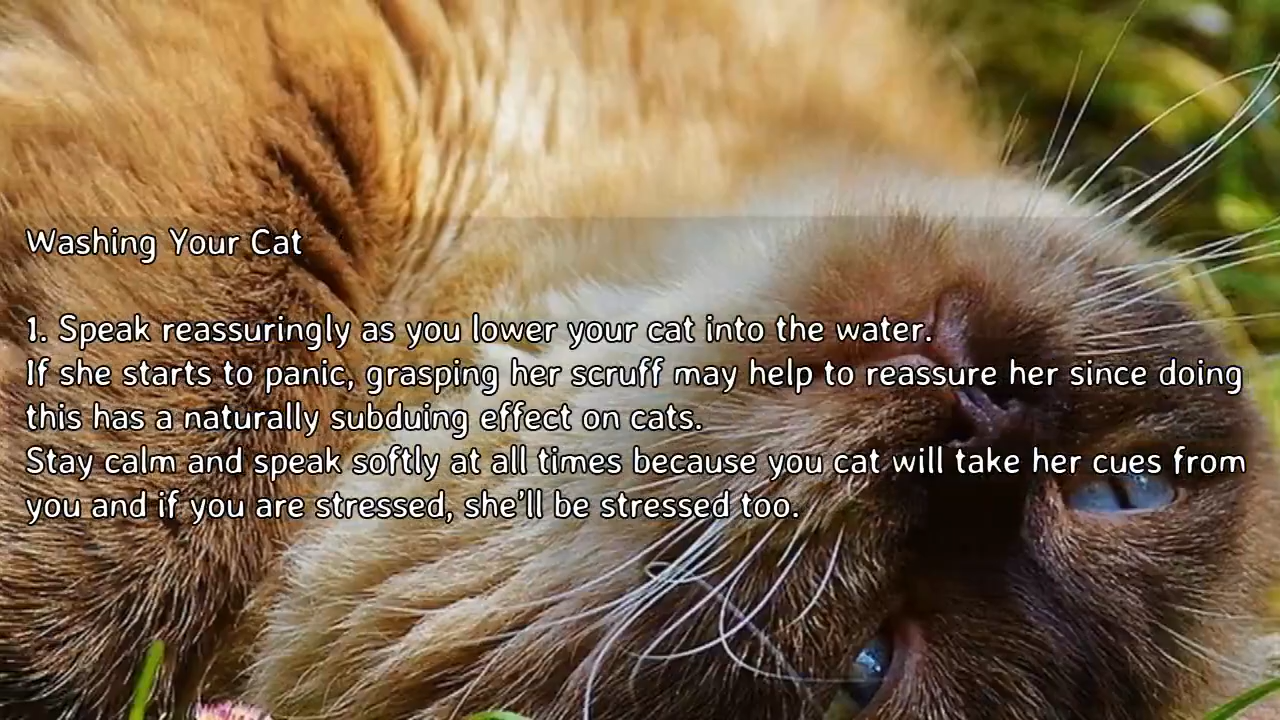 Washing Your Cat
1. Speak reassuringly as you lower your cat into the water.
If she starts to panic, grasping her scruff may help to reassure her since doing
this has a naturally subduing effect on cats.
Stay calm and speak softly at all times because you cat will take her cues from
you and if you are stressed, she'll be stressed too.